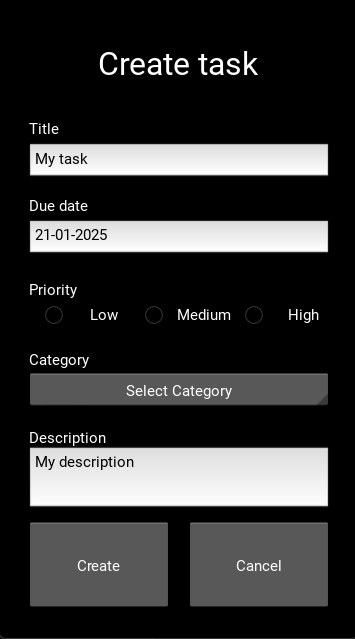 Create task
Title
My task
Due date
21-01-2025
Priority
Low Medium High
Category
Select Category
Description
My description
Create Cancel